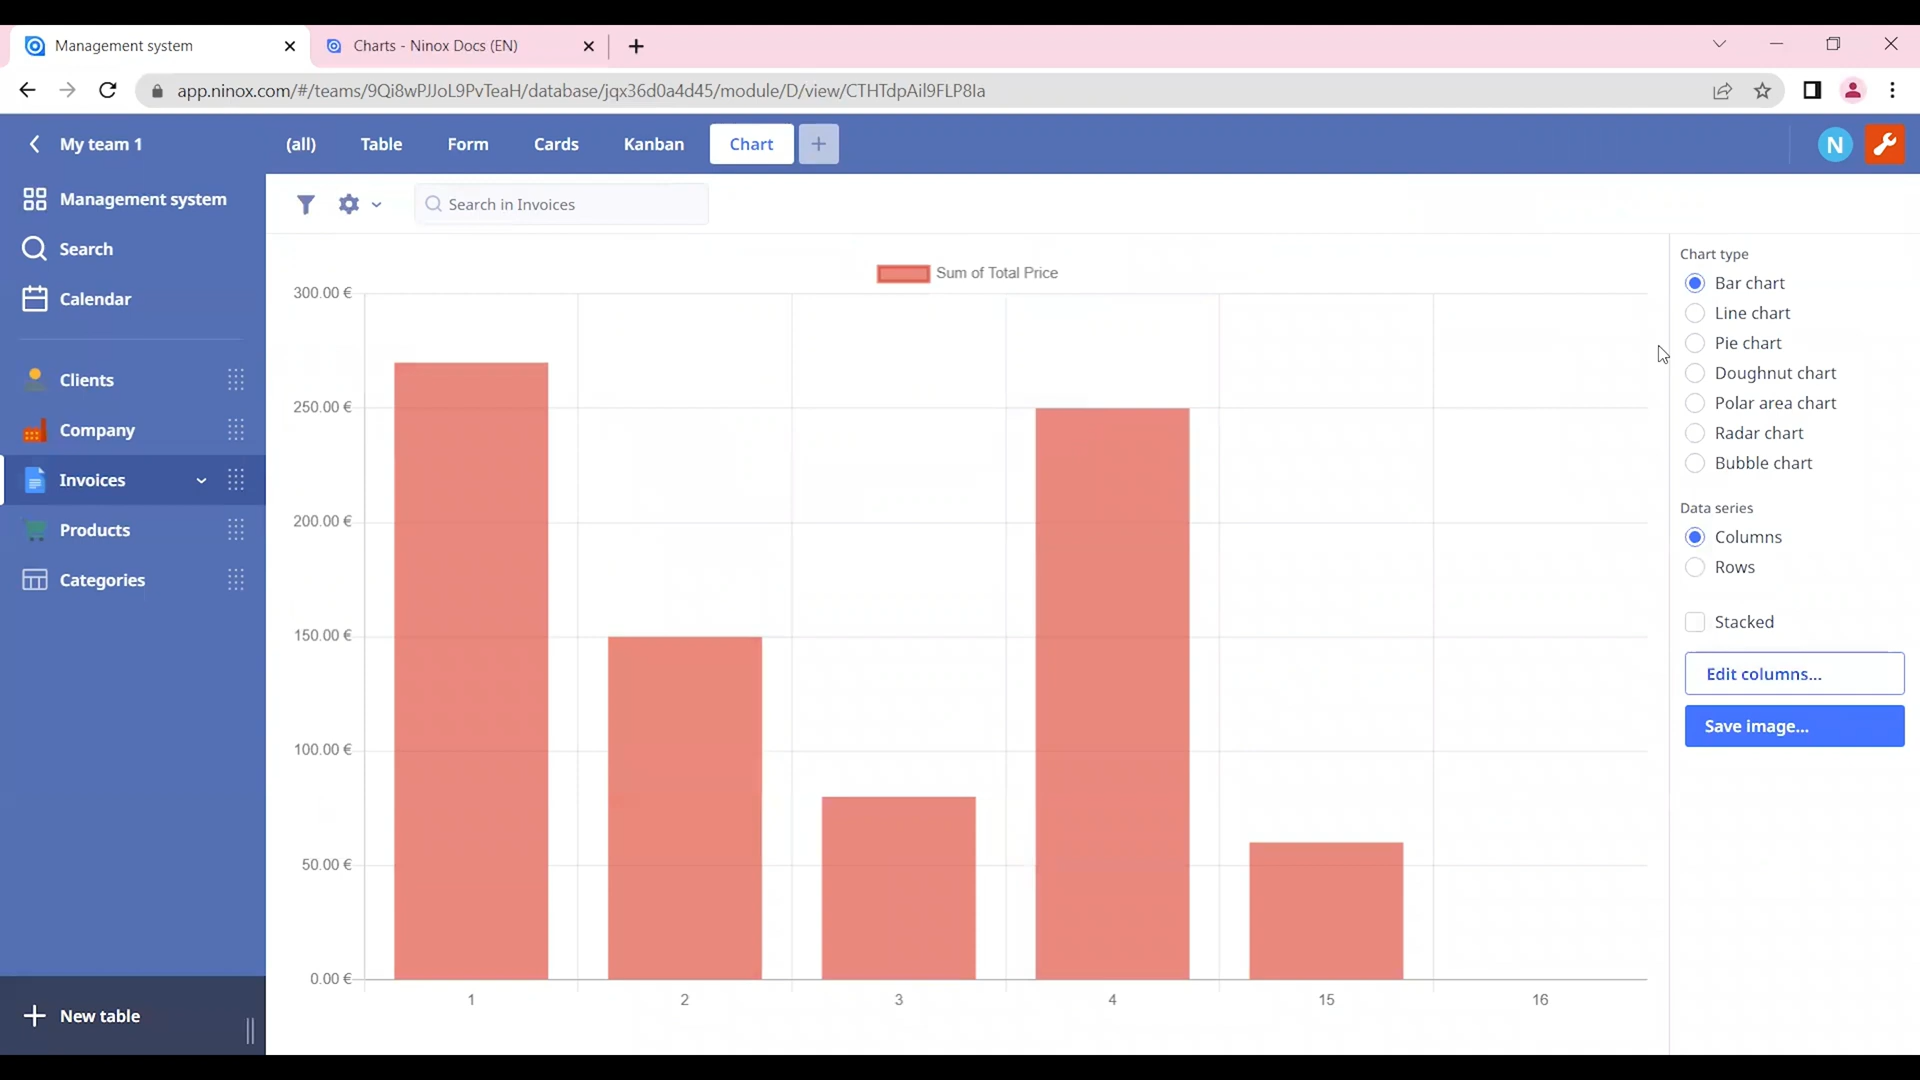 Management system
Charts - Ninox Docs (EN)
app.ninox.com/#/teams/9Qi8wPJJoL9PvTeaH/database/jqx36d0a4d45/module/D/view/CTHTdpAil9FLP8Ia
My team 1
(all)
Table
Form
Cards
Kanban
Chart
N
Management system
Search
Calendar
Clients
Company
Invoices
Products
Categories
New table
Search in Invoices
Sum of Total Price
300.00 €
250.00 €
200.00 €
150.00 €
100.00 €
50.00 €
0.00 €
1 2 3 4 15 16
Chart type
Bar chart
Line chart
Pie chart
Doughnut chart
Polar area chart
Radar chart
Bubble chart
Data series
Columns
Rows
Stacked
Edit columns...
Save image...